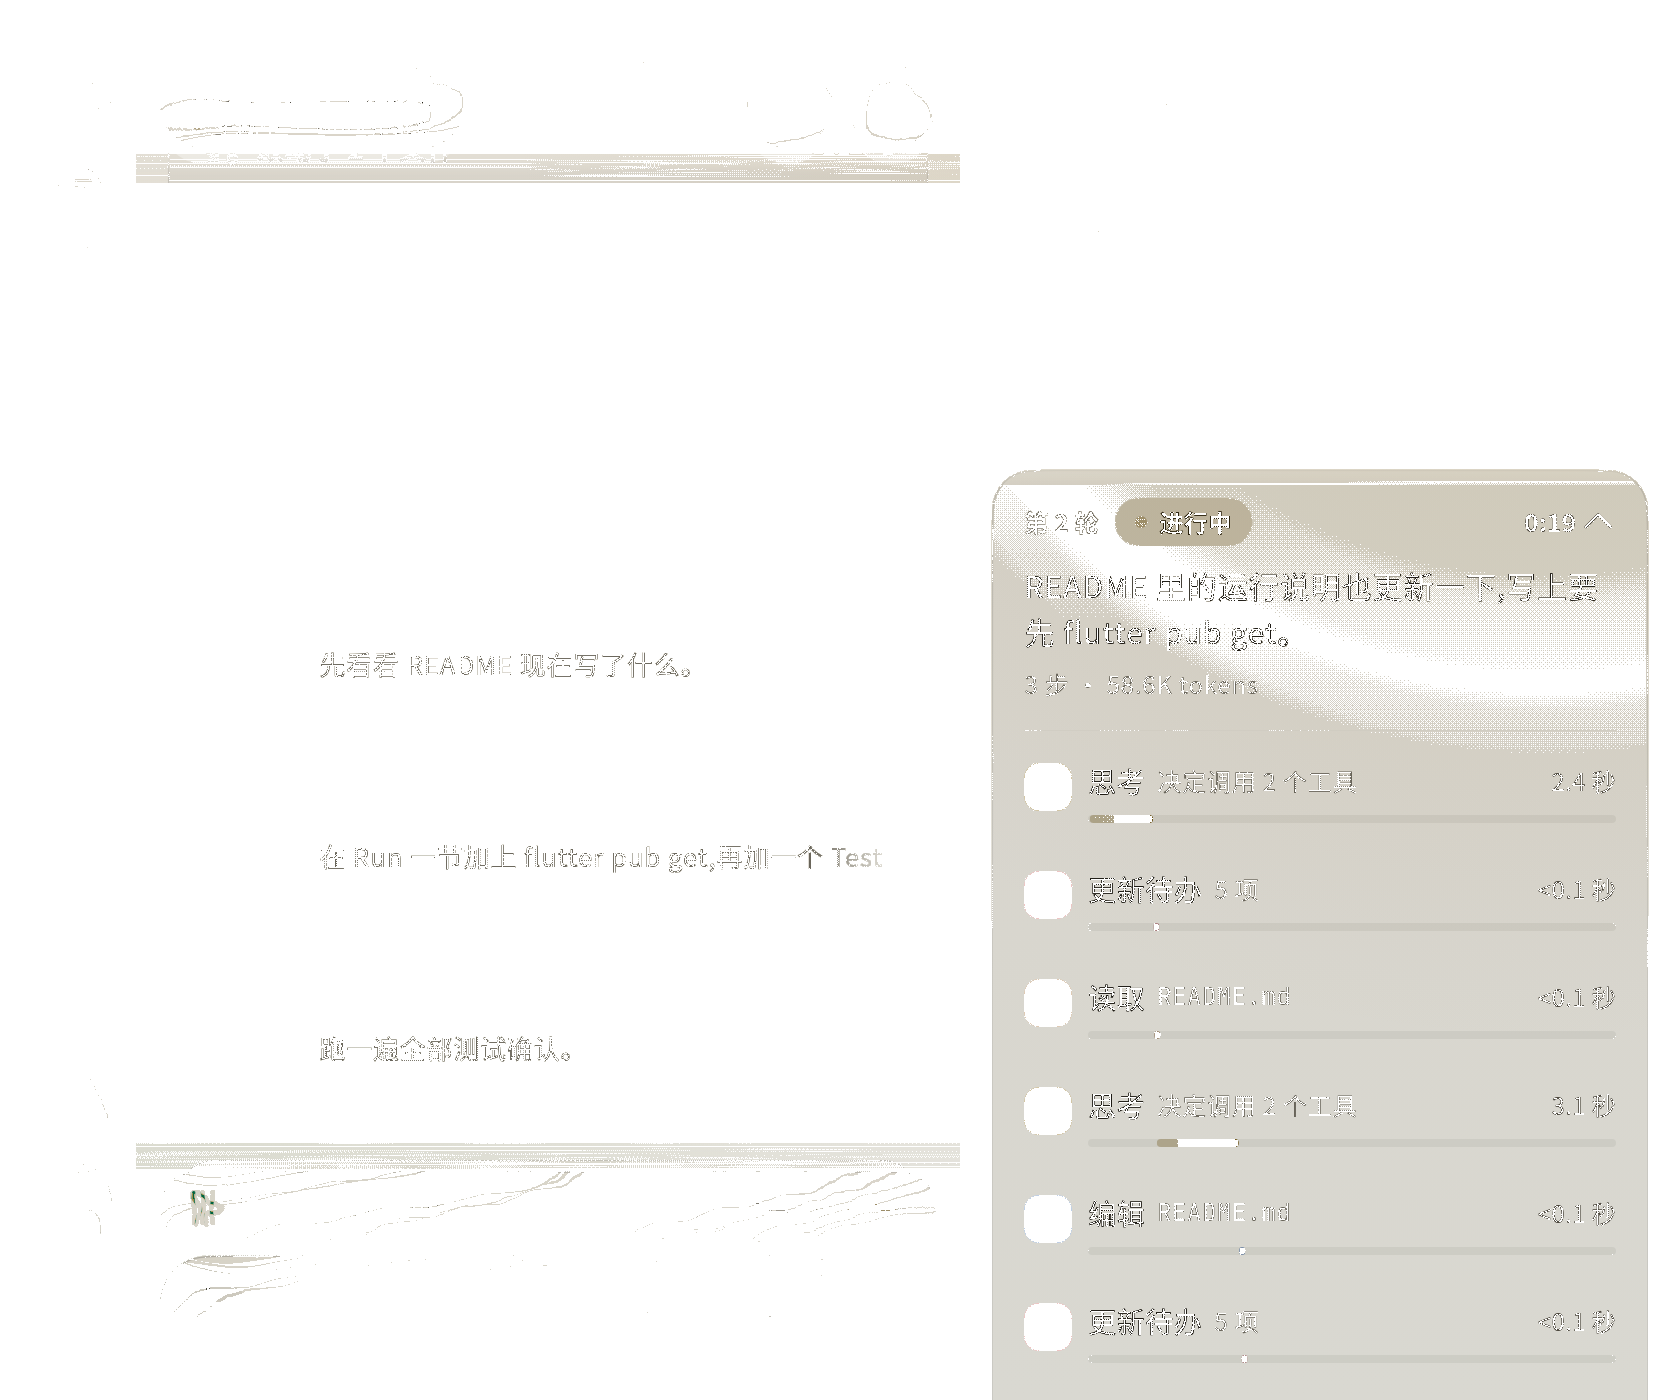 先看看 README 现在写了什么。
在 Run 一节加上 flutter pub get,再加一个 Test
跑一遍全部测试确认。
第 2 轮 进行中 0:19
README 里的运行说明也更新一下,写上要
先 flutter pub get。
3 步 · 58.6K tokens
思考 决定调用 2 个工具 2.4 秒
更新待办 5 项 <0.1 秒
读取 README.md <0.1 秒
思考 决定调用 2 个工具 3.1 秒
编辑 README.md <0.1 秒
更新待办 5 项 <0.1 秒